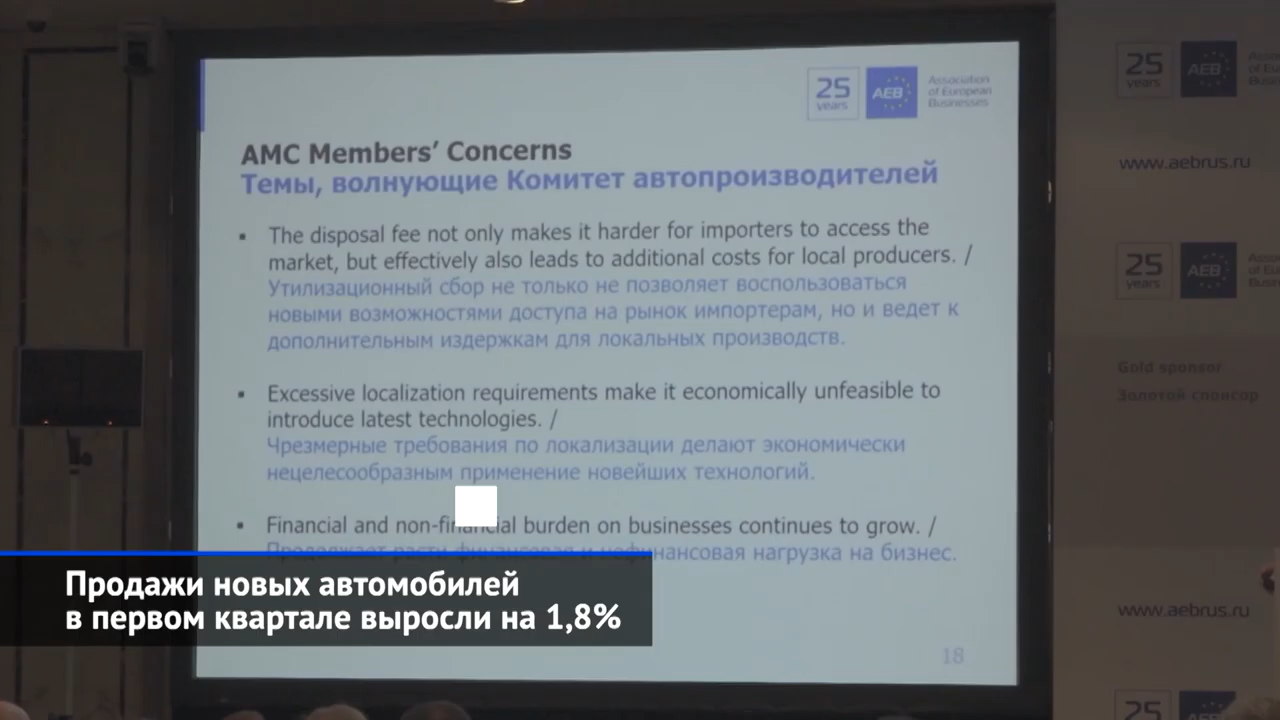 25
years
AEB
Association
of European
Businesses
AMC Members’ Concerns
Темы, волнующие Комитет автопроизводителей
▪ The disposal fee not only makes it harder for importers to access the
market, but effectively also leads to additional costs for local producers. /
Утилизационный сбор не только не позволяет воспользоваться
новыми возможностями доступа на рынок импортерам, но и ведет к
дополнительным издержкам для локальных производств.
▪ Excessive localization requirements make it economically unfeasible to
introduce latest technologies. /
Чрезмерные требования по локализации делают экономически
нецелесообразным применение новейших технологий.
▪ Financial and non-financial burden on businesses continues to grow. /
Продолжает расти финансовая и нефинансовая нагрузка на бизнес.
18
Продажи новых автомобилей
в первом квартале выросли на 1,8%
25
years
AEB
www.aebrus.ru
25
years
AEB
Gold sponsor
Золотой спонсор
www.aebrus.ru
25
AEB